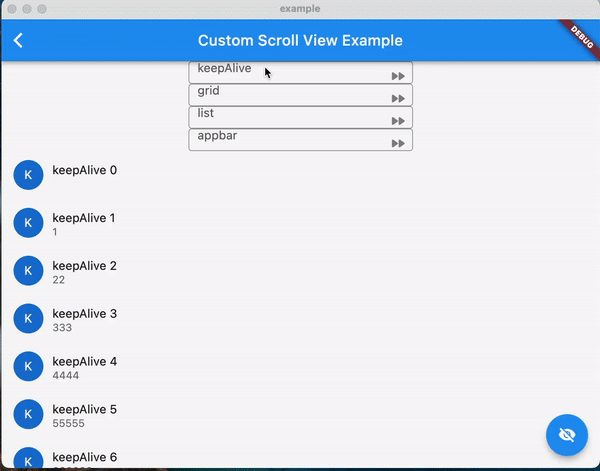 example
Custom Scroll View Example
DEBUG
keepAlive
grid
list
appbar
K
keepAlive 0
K
keepAlive 1
1
K
keepAlive 2
22
K
keepAlive 3
333
K
keepAlive 4
4444
K
keepAlive 5
55555
K
keepAlive 6